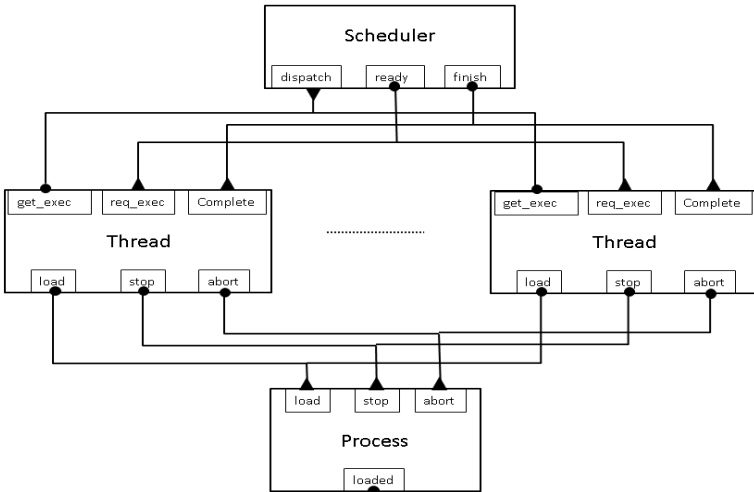 Scheduler
dispatch ready finish
get_exec req_exec Complete
Thread
load stop abort
get_exec req_exec Complete
Thread
load stop abort
load stop abort
Process
loaded